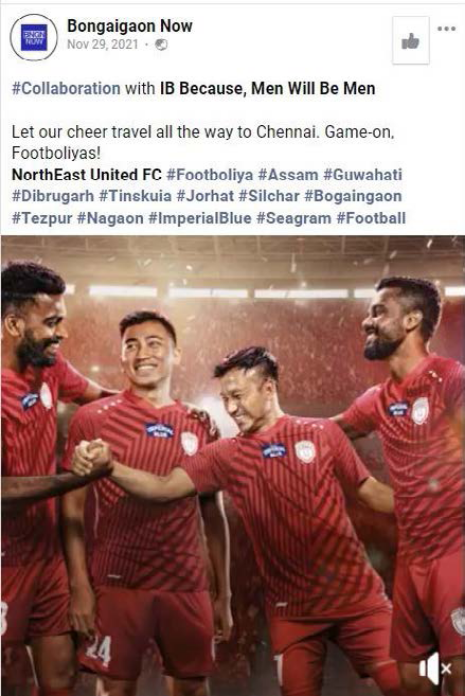 BNGN
NOW
Bongaigaon Now
Nov 29, 2021
#Collaboration with IB Because, Men Will Be Men
Let our cheer travel all the way to Chennai. Game-on,
Footboliyas!
NorthEast United FC #Footboliya #Assam #Guwahati
#Dibrugarh #Tinskuia #Jorhat #Silchar #Bogaingaon
#Tezpur #Nagaon #ImperialBlue #Seagram #Football
IMPERIAL
BLUE
24